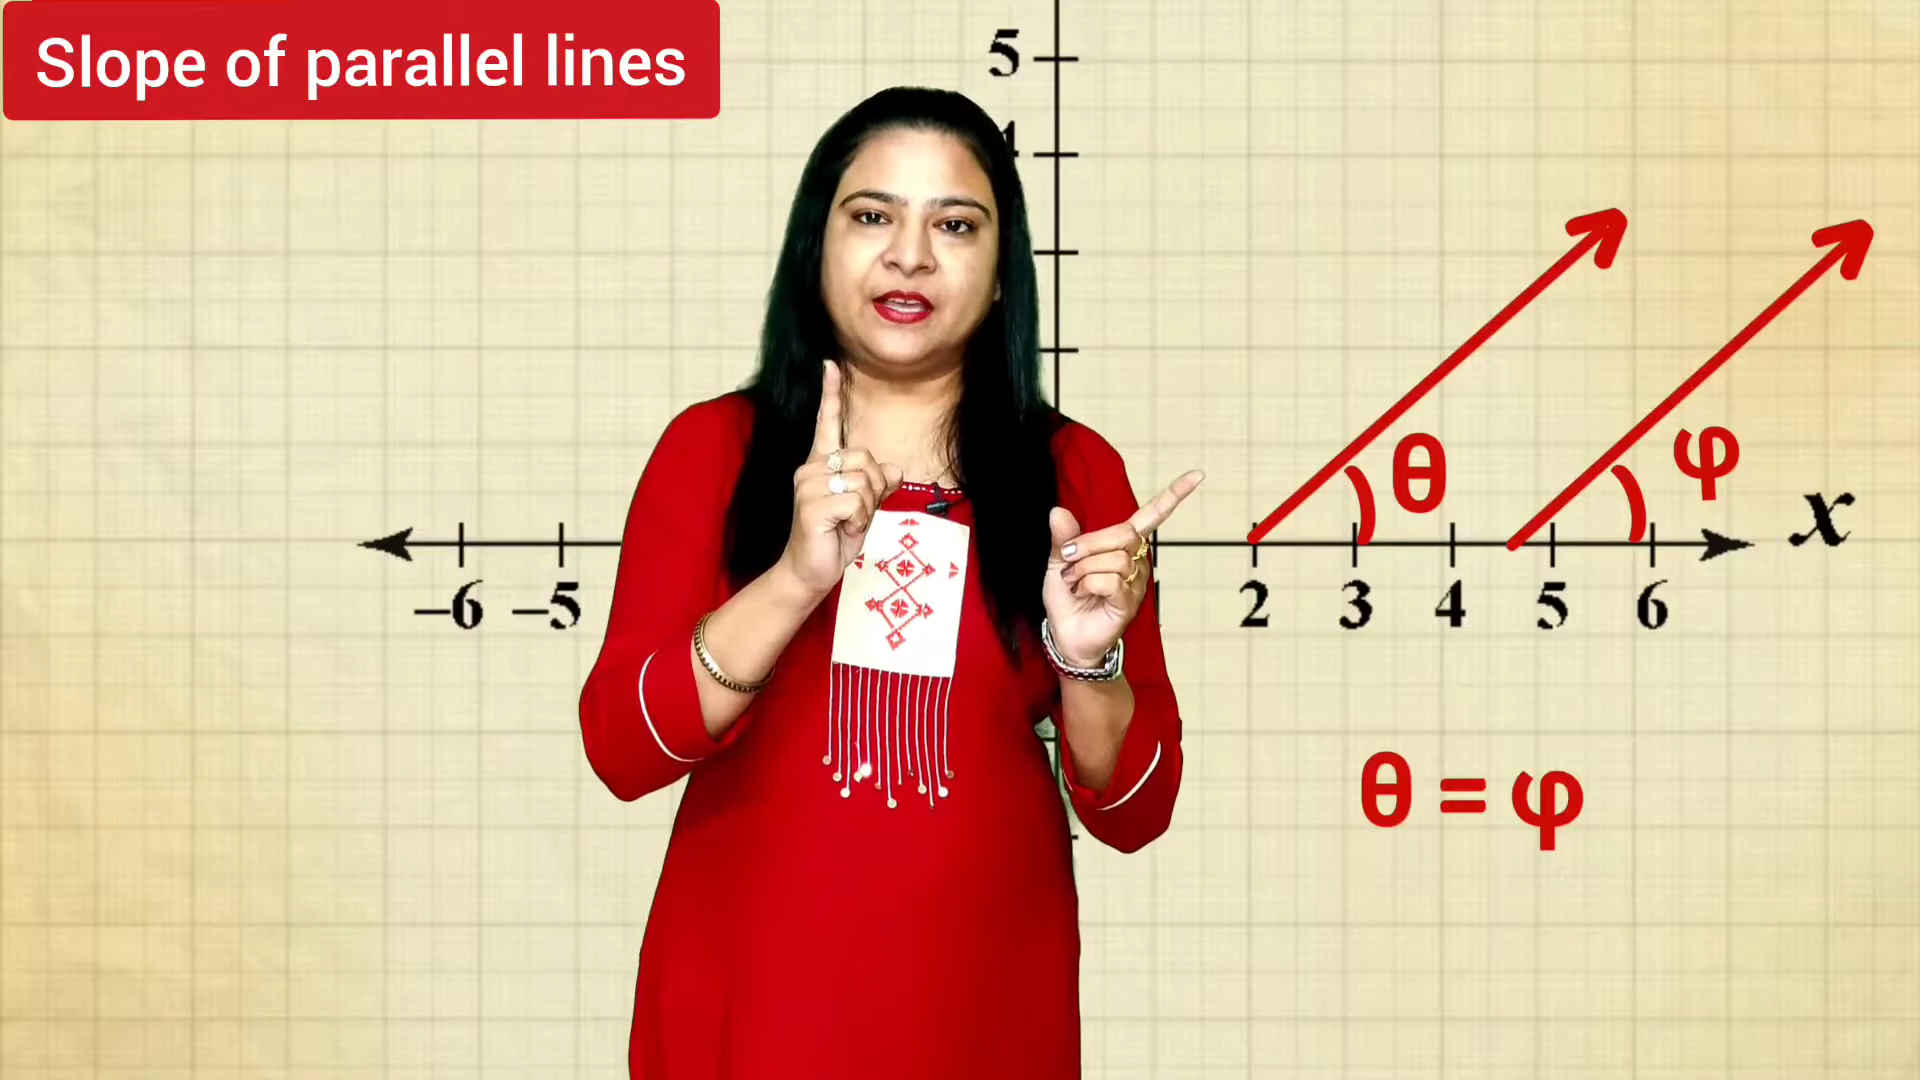 Slope of parallel lines
5
4
θ
φ
x
–6 –5 2 3 4 5 6
θ = φ